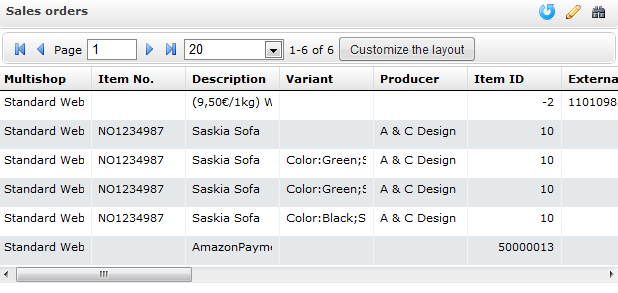 Sales orders
Page 1 20 1-6 of 6 Customize the layout
Multishop Item No. Description Variant Producer Item ID Externa
Standard Web (9,50€/1kg) W -2 1101098
Standard Web NO1234987 Saskia Sofa A & C Design 10
Standard Web NO1234987 Saskia Sofa Color:Green;S A & C Design 10
Standard Web NO1234987 Saskia Sofa Color:Green;S A & C Design 10
Standard Web NO1234987 Saskia Sofa Color:Black;S A & C Design 10
Standard Web AmazonPayme 50000013